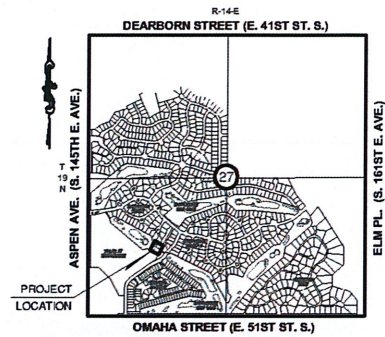 R-14-E
DEARBORN STREET (E. 41ST ST. S.)
ASPEN AVE. (S. 145TH E. AVE.)
T
19
N
27
ELM PL. (S. 161ST E. AVE.)
PROJECT
LOCATION
OMAHA STREET (E. 51ST ST. S.)